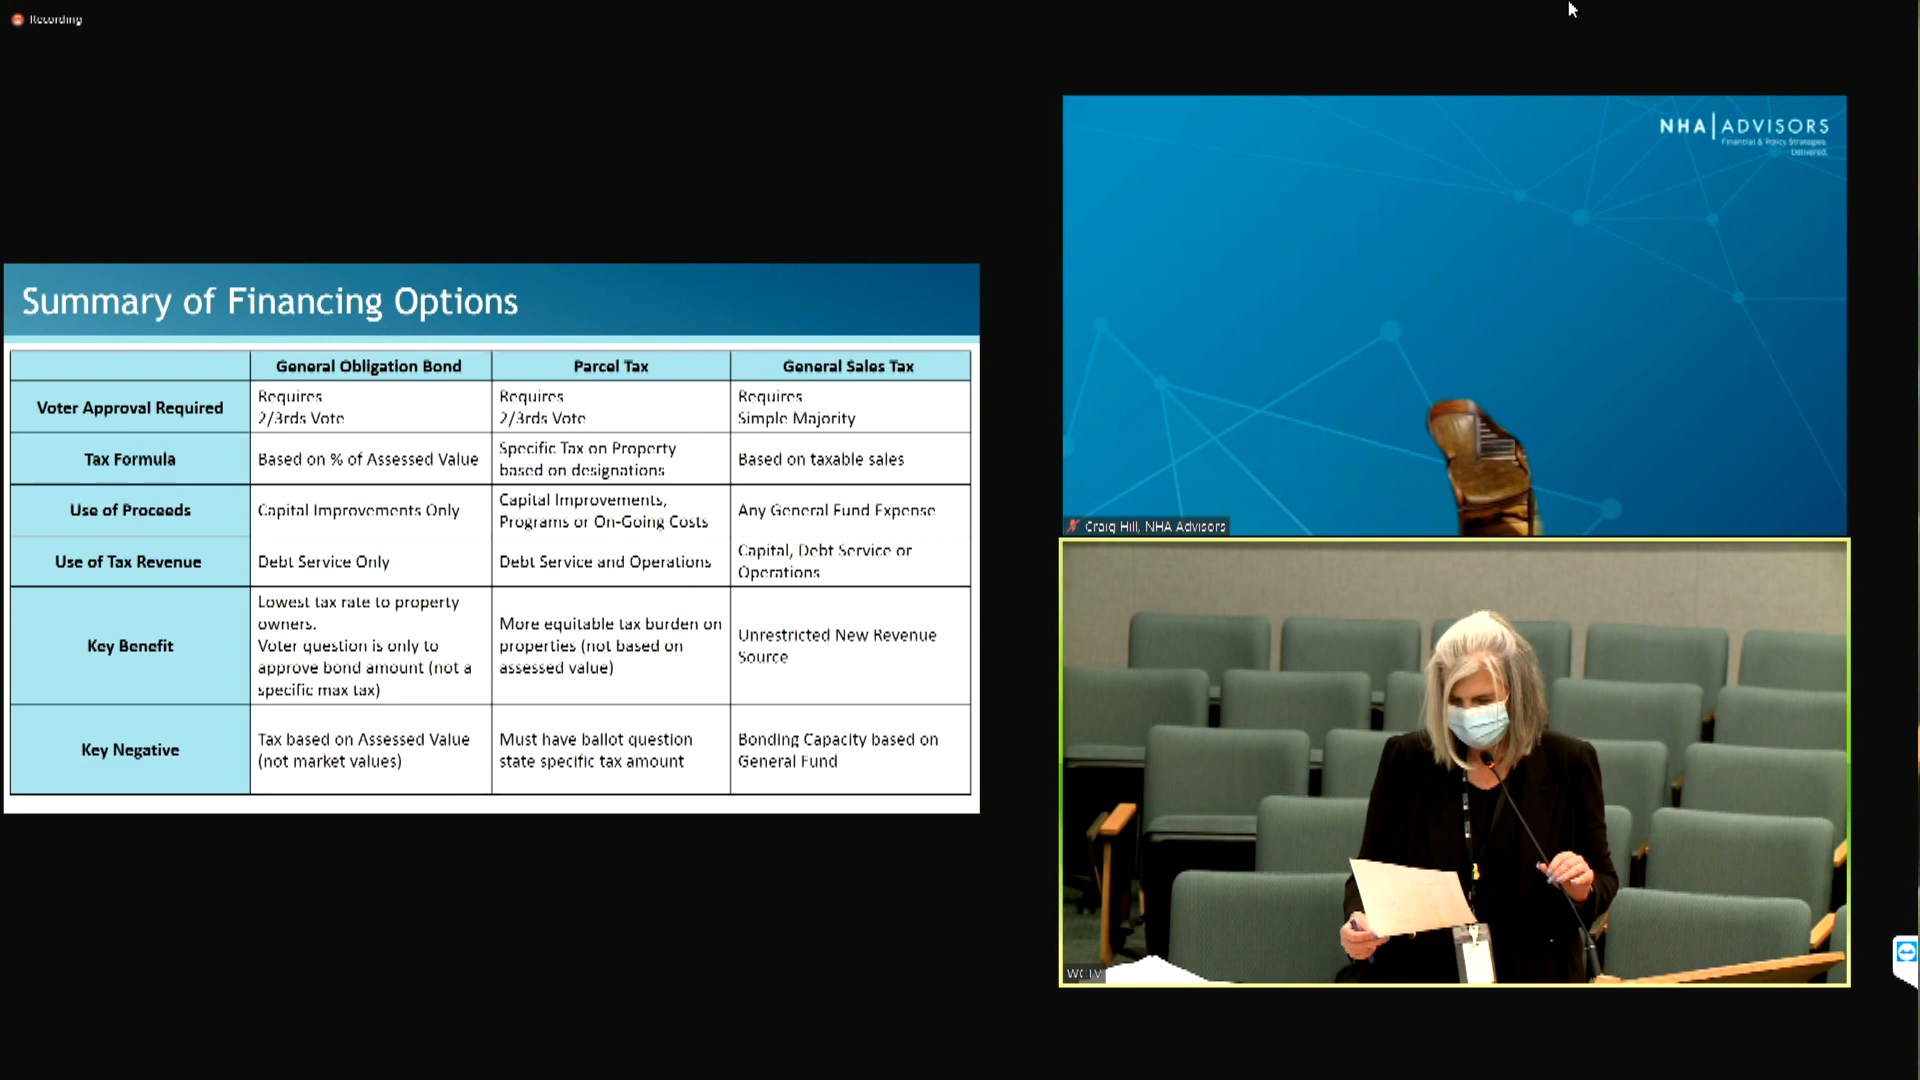 Recording
NHA ADVISORS
Financial & Policy Strategies.
Delivered.
Summary of Financing Options
General Obligation Bond
Parcel Tax
General Sales Tax
Voter Approval Required
Requires
2/3rds Vote
Requires
2/3rds Vote
Requires
Simple Majority
Tax Formula
Based on % of Assessed Value
Specific Tax on Property
based on designations
Based on taxable sales
Use of Proceeds
Capital Improvements Only
Capital Improvements,
Programs or On-Going Costs
Any General Fund Expense
Use of Tax Revenue
Debt Service Only
Debt Service and Operations
Capital, Debt Service or
Operations
Key Benefit
Lowest tax rate to property
owners.
Voter question is only to
approve bond amount (not a
specific max tax)
More equitable tax burden on
properties (not based on
assessed value)
Unrestricted New Revenue
Source
Key Negative
Tax based on Assessed Value
(not market values)
Must have ballot question
state specific tax amount
Bonding Capacity based on
General Fund
Craig Hill, NHA Advisors
WCTV